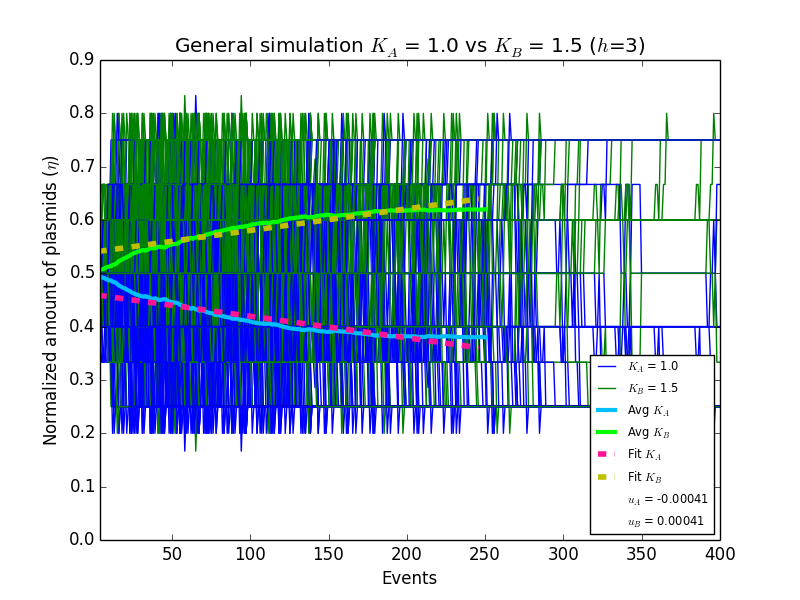 General simulation K_A = 1.0 vs K_B = 1.5 (h=3)
Normalized amount of plasmids (η)
0.9
0.8
0.7
0.6
0.5
0.4
0.3
0.2
0.1
0.0
K_A = 1.0
K_B = 1.5
Avg K_A
Avg K_B
Fit K_A
Fit K_B
u_A = -0.00041
u_B = 0.00041
50 100 150 200 250 300 350 400
Events